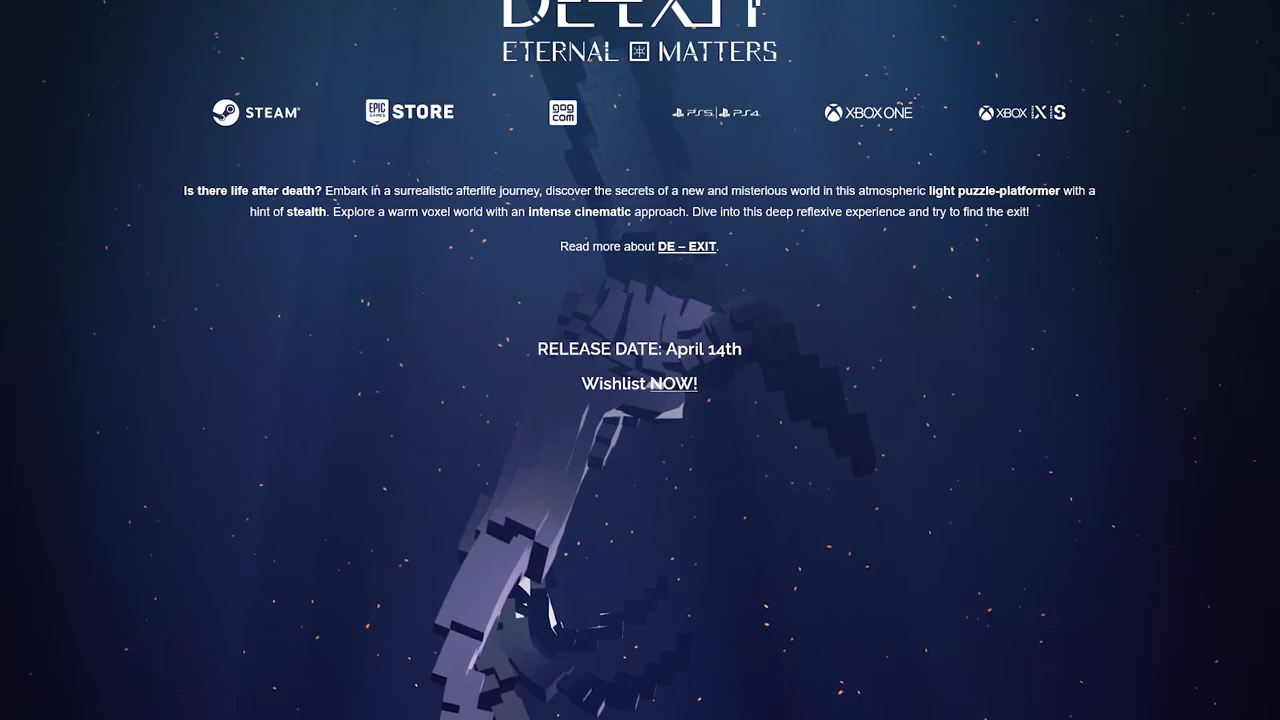 DE-EXIT
ETERNAL MATTERS
STEAM® EPIC GAMES STORE gog com PS5 | PS4 XBOX ONE XBOX SERIES X|S
Is there life after death? Embark in a surrealistic afterlife journey, discover the secrets of a new and misterious world in this atmospheric light puzzle-platformer with a
hint of stealth. Explore a warm voxel world with an intense cinematic approach. Dive into this deep reflexive experience and try to find the exit!
Read more about DE – EXIT.
RELEASE DATE: April 14th
Wishlist NOW!